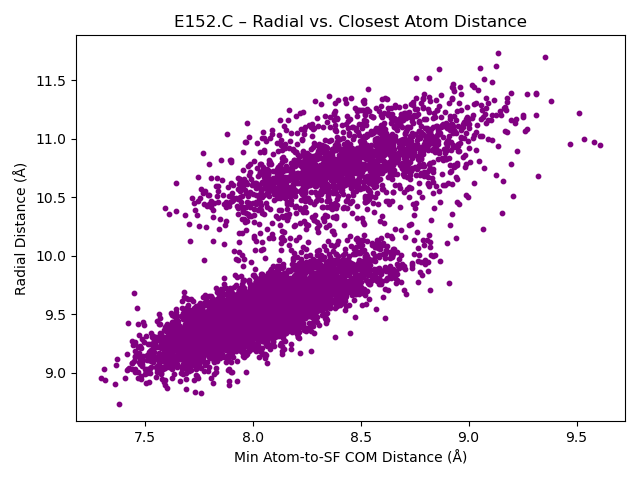 E152.C – Radial vs. Closest Atom Distance
Radial Distance (Å)
11.5
11.0
10.5
10.0
9.5
9.0
7.5 8.0 8.5 9.0 9.5
Min Atom-to-SF COM Distance (Å)